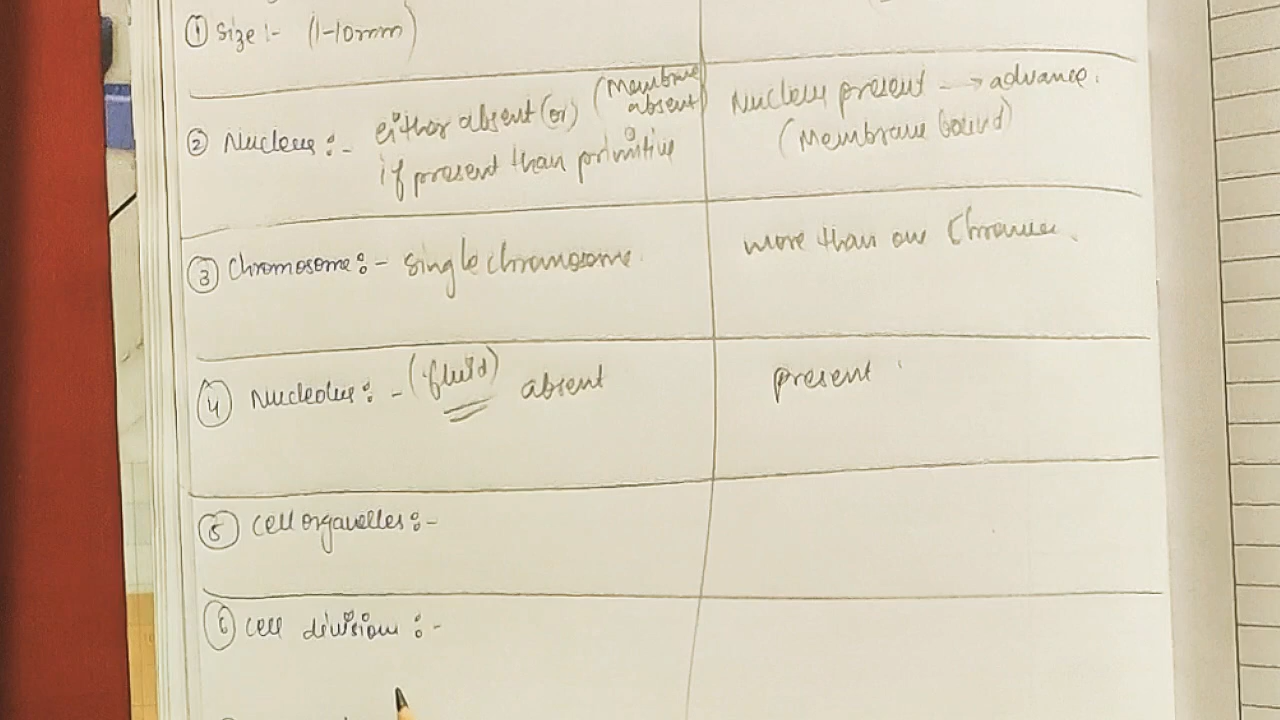 ① Size :- (1-10mm)
② Nucleus :- either absent (or) (Membrane absent)
if present than primitive
Nucleus present → advance.
(Membrane bound)
③ Chromosome :- Single chromosome.
more than one
④ Nucleolus :- (fluid) absent
present
⑤ Cell organelles :-
⑥ Cell division :-